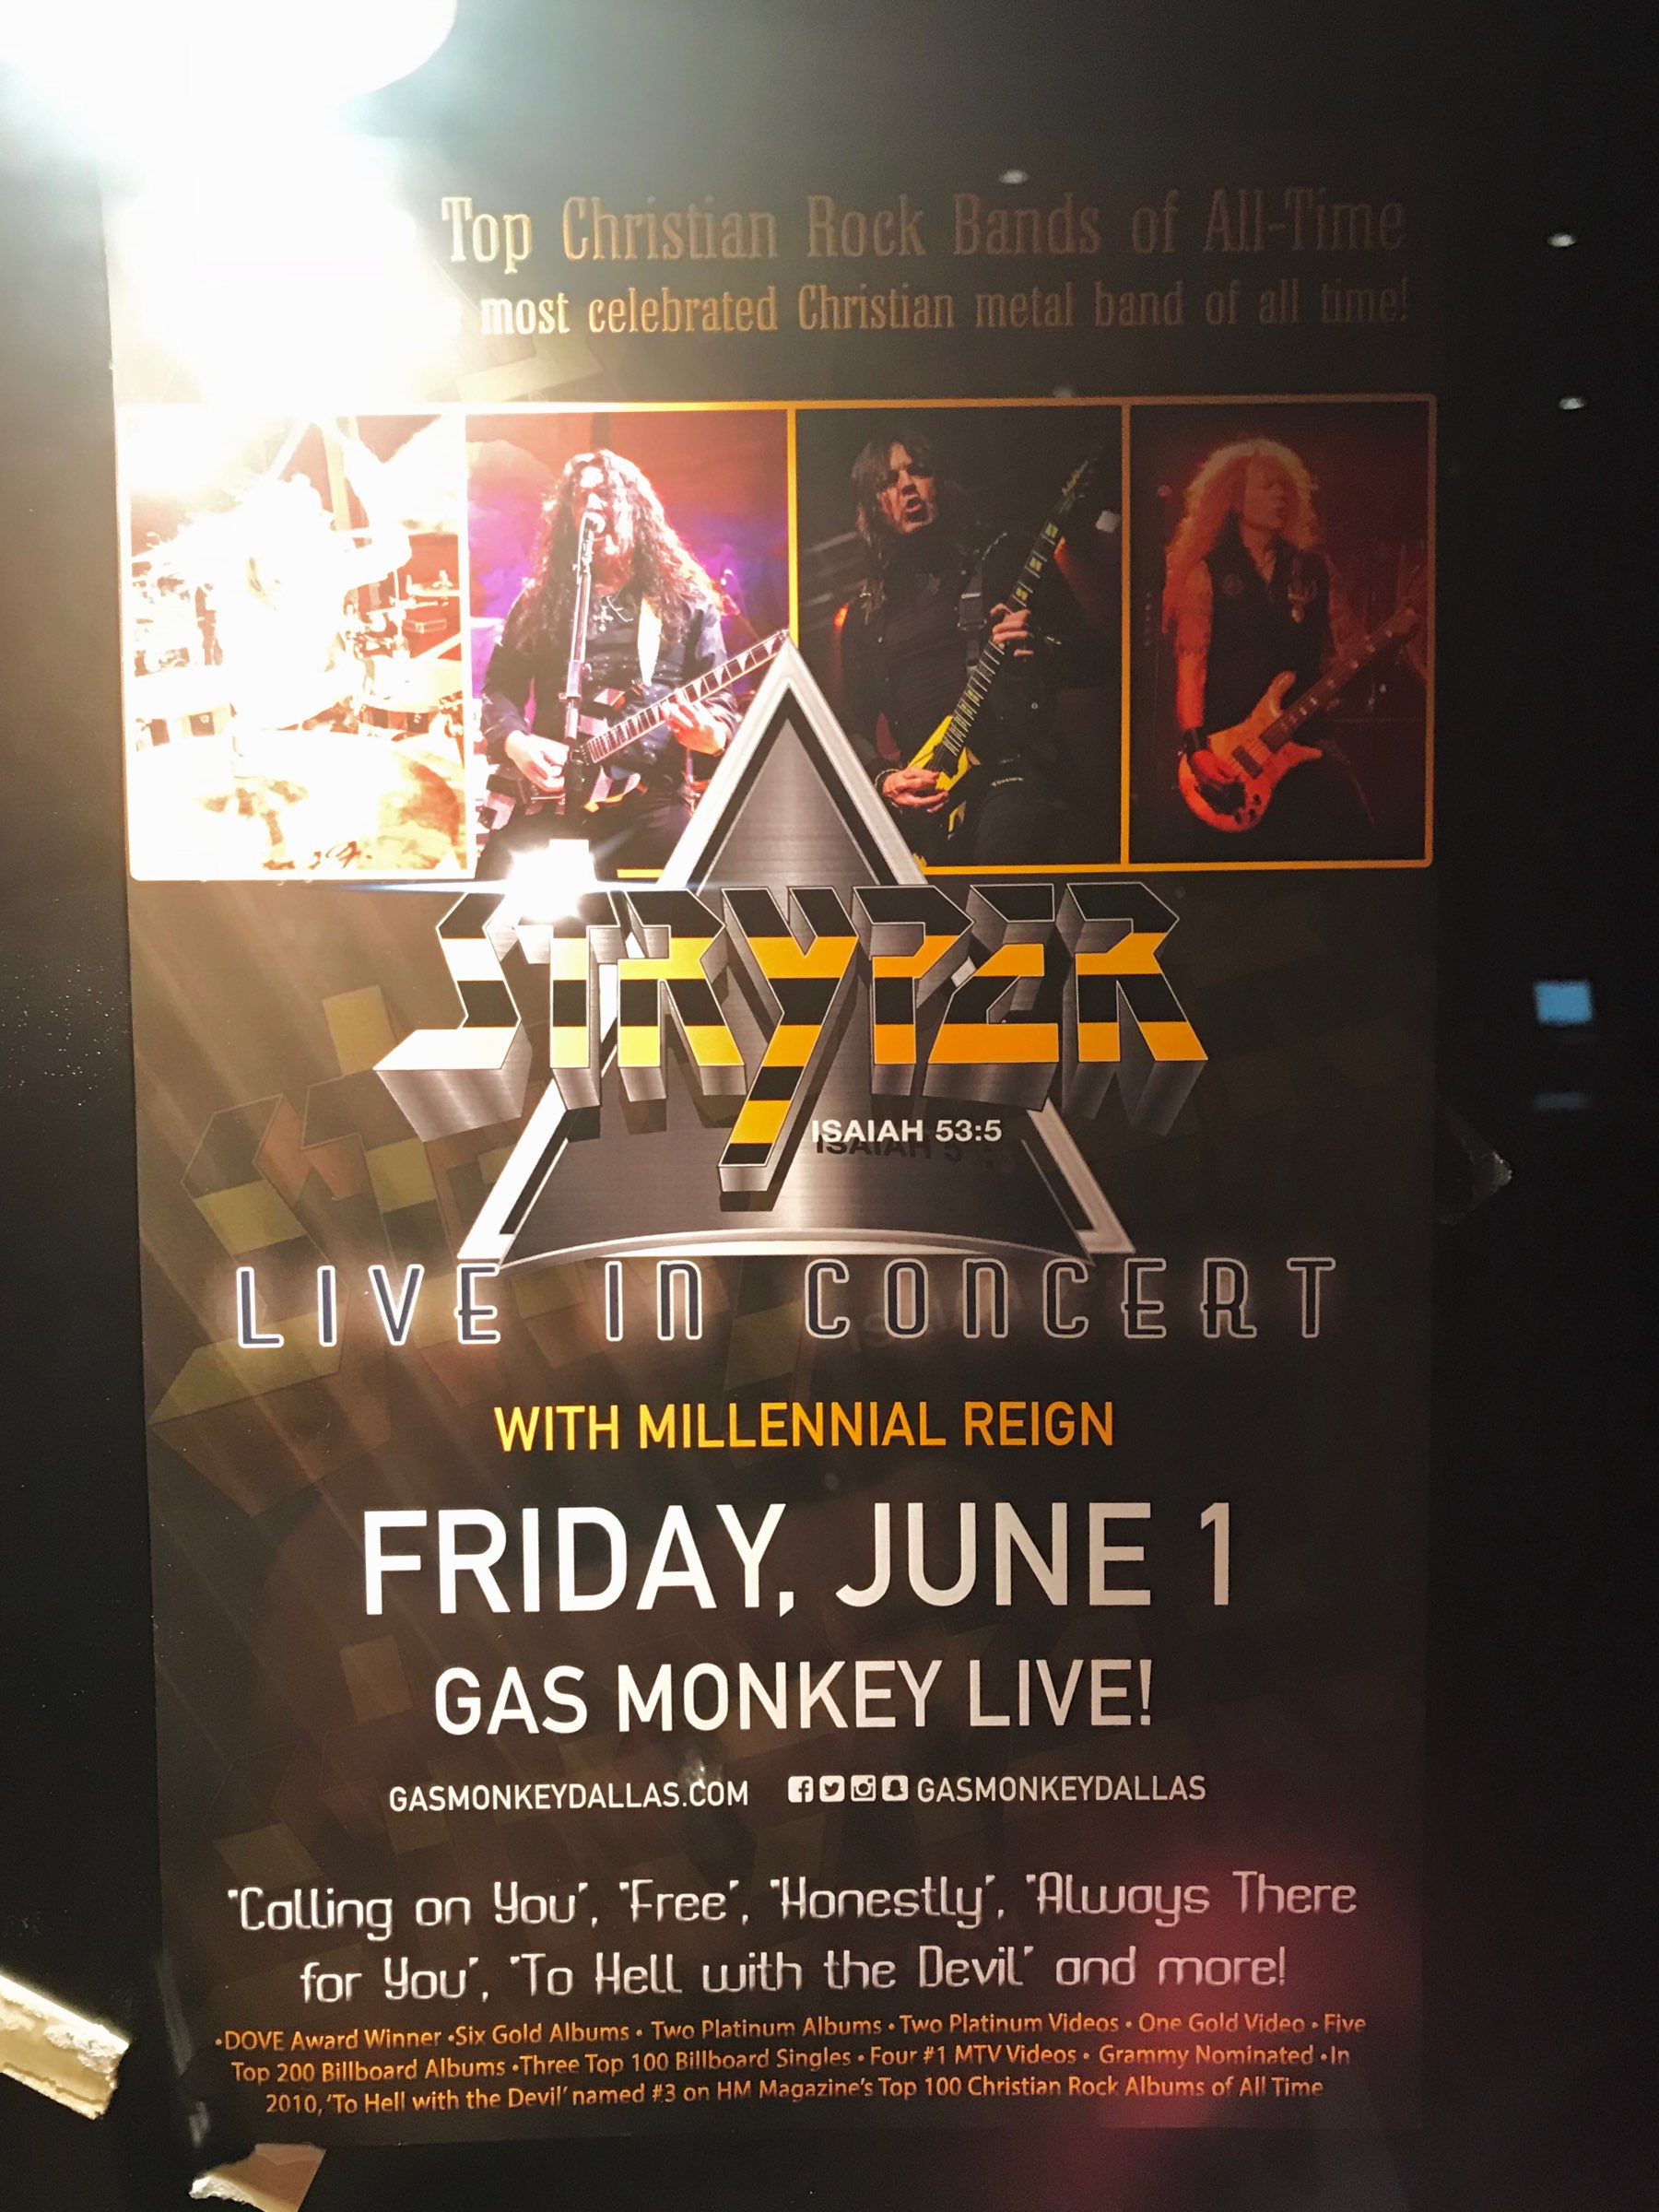 Top Christian Rock Bands of All-Time
most celebrated Christian metal band of all time!
STRYPER
ISAIAH 53:5
LIVE IN CONCERT
WITH MILLENNIAL REIGN
FRIDAY, JUNE 1
GAS MONKEY LIVE!
GASMONKEYDALLAS.COM GASMONKEYDALLAS
"Calling on You", "Free", "Honestly", "Always There
for You", "To Hell with the Devil" and more!
•DOVE Award Winner •Six Gold Albums • Two Platinum Albums • Two Platinum Videos • One Gold Video • Five
Top 200 Billboard Albums •Three Top 100 Billboard Singles • Four #1 MTV Videos • Grammy Nominated •In
2010, 'To Hell with the Devil' named #3 on HM Magazine's Top 100 Christian Rock Albums of All Time